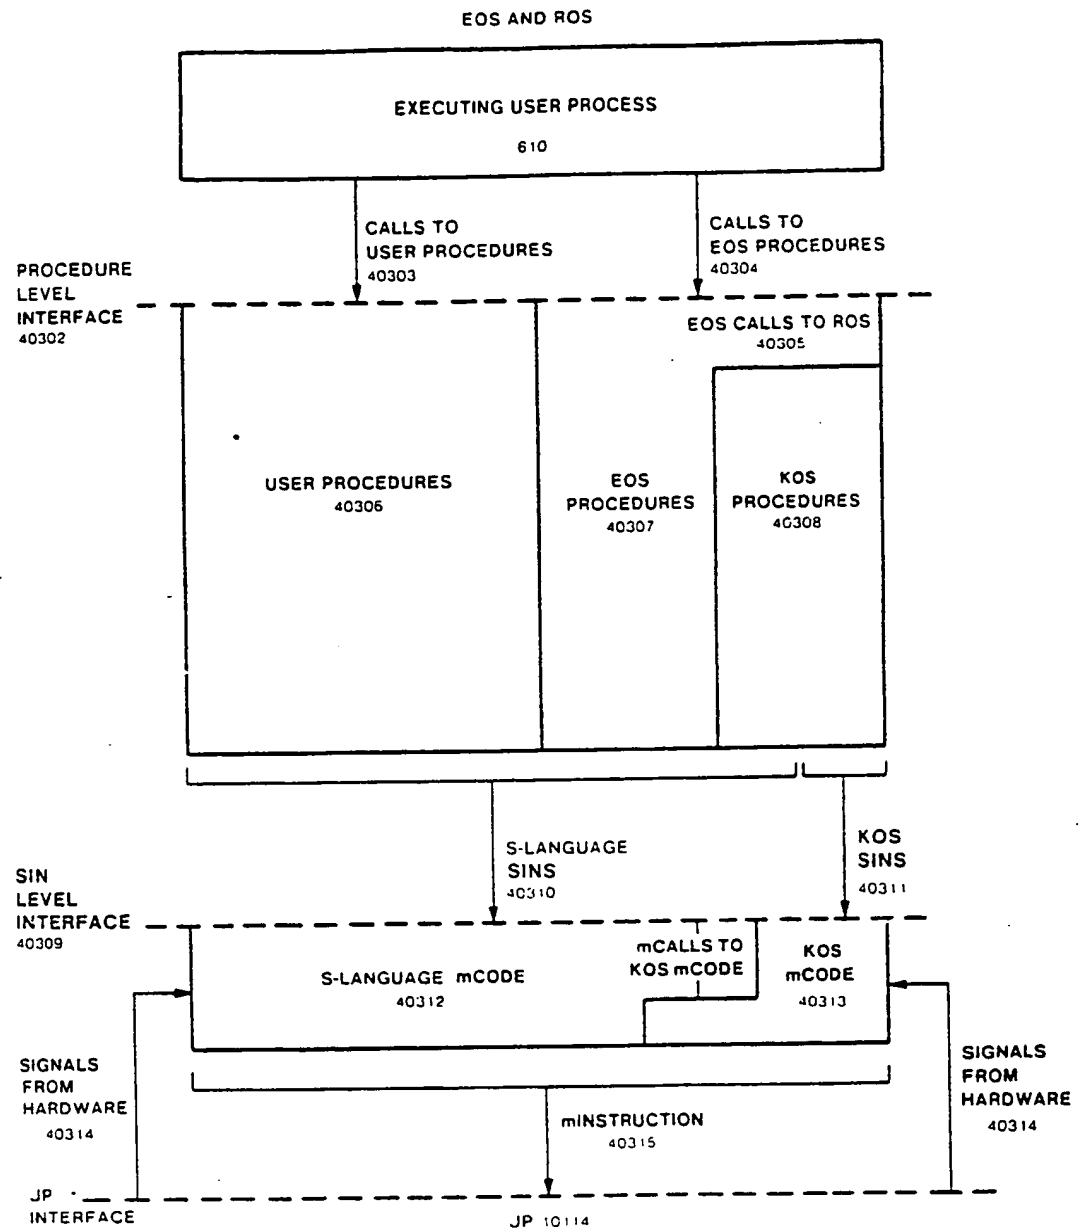 EOS AND ROS
EXECUTING USER PROCESS
610
CALLS TO
USER PROCEDURES
40303
CALLS TO
EOS PROCEDURES
40304
PROCEDURE
LEVEL
INTERFACE
40302
EOS CALLS TO ROS
40305
USER PROCEDURES
40306
EOS
PROCEDURES
40307
KOS
PROCEDURES
40308
S-LANGUAGE
SINS
40310
KOS
SINS
40311
SIN
LEVEL
INTERFACE
40309
S-LANGUAGE mCODE
40312
mCALLS TO
KOS mCODE
KOS
mCODE
40313
SIGNALS
FROM
HARDWARE
40314
mINSTRUCTION
40315
SIGNALS
FROM
HARDWARE
40314
JP
INTERFACE
JP 10114